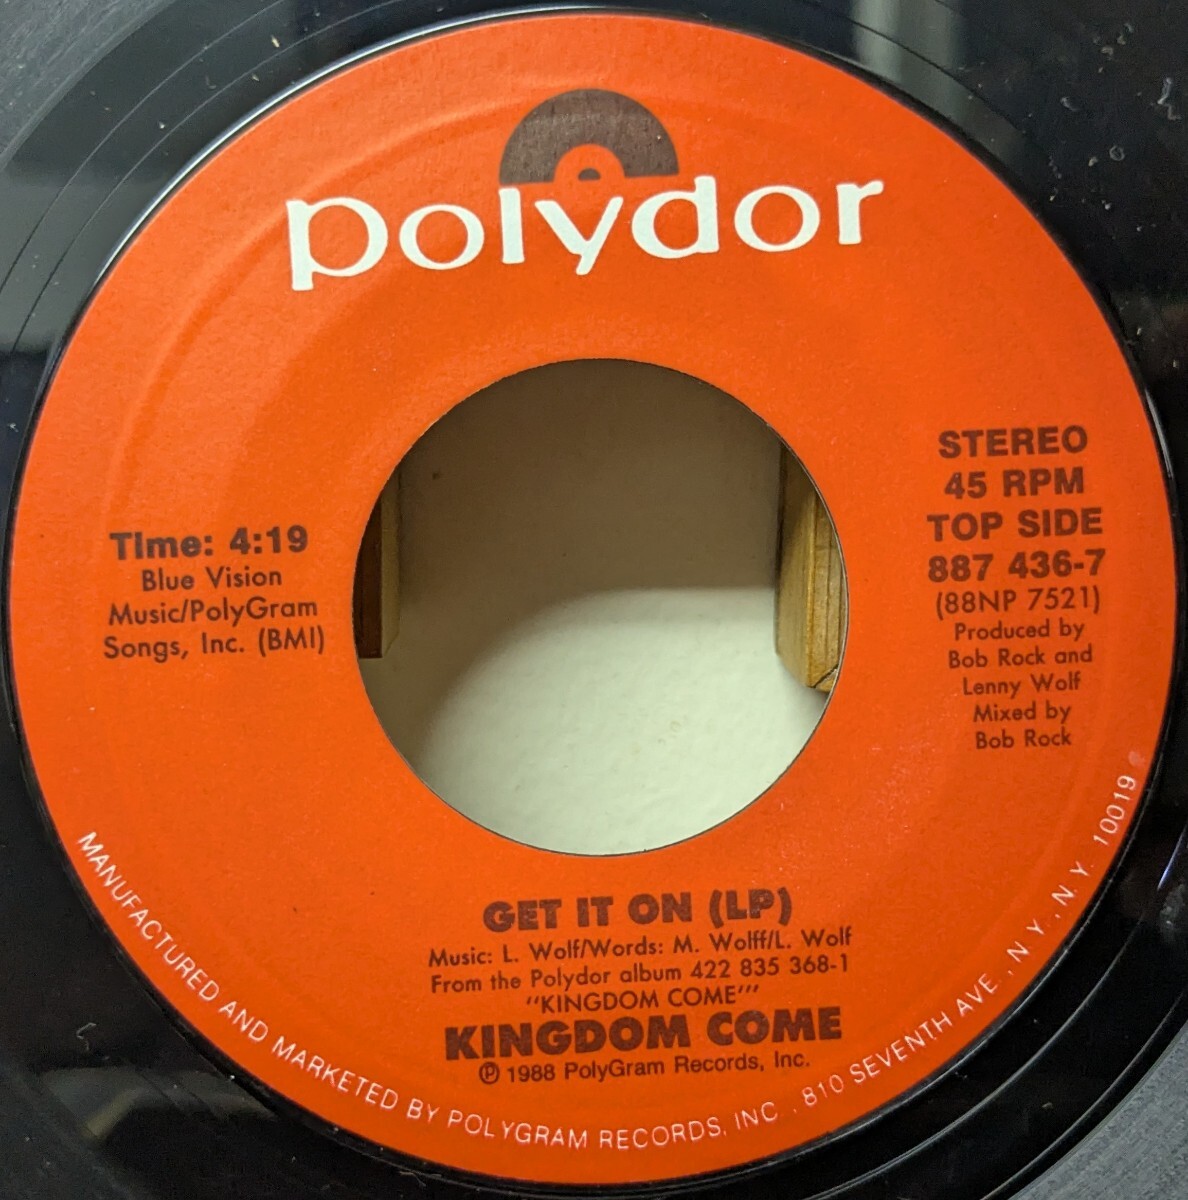 polydor
STEREO
45 RPM
TOP SIDE
887 436-7
(88NP 7521)
Produced by
Bob Rock and
Lenny Wolf
Mixed by
Bob Rock
Time: 4:19
Blue Vision
Music/PolyGram
Songs, Inc. (BMI)
GET IT ON (LP)
Music: L. Wolf/Words: M. Wolff/L. Wolf
From the Polydor album 422 835 368-1
"KINGDOM COME'"
KINGDOM COME
℗ 1988 PolyGram Records, Inc.
MANUFACTURED AND MARKETED BY POLYGRAM RECORDS, INC., 810 SEVENTH AVE., N.Y., N.Y. 10019